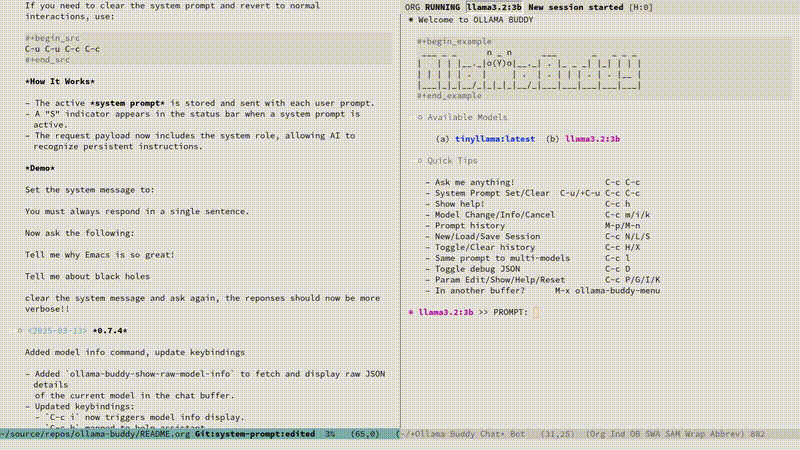 If you need to clear the system prompt and revert to normal
interactions, use:
#+begin_src
C-u C-u C-c C-c
#+end_src
*How It Works*
- The active *system prompt* is stored and sent with each user prompt.
- A "S" indicator appears in the status bar when a system prompt is
active.
- The request payload now includes the system role, allowing AI to
recognize persistent instructions.
*Demo*
Set the system message to:
You must always respond in a single sentence.
Now ask the following:
Tell me why Emacs is so great!
Tell me about black holes
clear the system message and ask again, the reponses should now be more
verbose!!
<2025-03-13> *0.7.4*
Added model info command, update keybindings
- Added `ollama-buddy-show-raw-model-info` to fetch and display raw JSON
details
of the current model in the chat buffer.
- Updated keybindings:
- `C-c i` now triggers model info display.
- `C-c h` mapped to help assistant.
~/source/repos/ollama-buddy/README.org Git:system-prompt:edited 3% (65,0) (
ORG RUNNING llama3.2:3b New session started [H:0]
Welcome to OLLAMA BUDDY
#+begin_example
#+end_example
Available Models
(a) tinyllama:latest (b) llama3.2:3b
Quick Tips
- Ask me anything! C-c C-c
- System Prompt Set/Clear C-u/+C-u C-c C-c
- Show help! C-c h
- Model Change/Info/Cancel C-c m/i/k
- Prompt history M-p/M-n
- New/Load/Save Session C-c N/L/S
- Toggle/Clear history C-c H/X
- Same prompt to multi-models C-c l
- Toggle debug JSON C-c D
- Param Edit/Show/Help/Reset C-c P/G/I/K
- In another buffer? M-x ollama-buddy-menu
llama3.2:3b >> PROMPT:
-/*Ollama Buddy Chat* Bot (31,25) (Org Ind OB SWA SAM Wrap Abbrev) 802